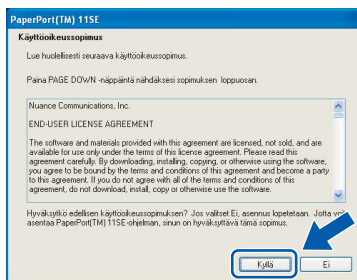 PaperPort(TM) 11SE
Käyttöoikeussopimus
Lue huolellisesti seuraava käyttöoikeussopimus.
Paina PAGE DOWN -näppäintä nähdäksesi sopimuksen loppuosan.
Nuance Communications, Inc.
END-USER LICENSE AGREEMENT
The software and materials provided with this agreement are licensed, not sold, and are
available for use only under the terms of this license agreement. Please read this
agreement carefully. By downloading, installing, copying, or otherwise using the software,
you agree to be bound by the terms and conditions of this agreement and become a party
to this agreement. If you do not agree with all of the terms and conditions of this
agreement, do not download, install, copy or otherwise use the software.
Hyväksytkö edellisen käyttöoikeussopimuksen? Jos valitset Ei, asennus lopetetaan. Jotta
asentaa PaperPort(TM) 11SE-ohjelman, sinun on hyväksyttävä tämä sopimus.
Kyllä
Ei